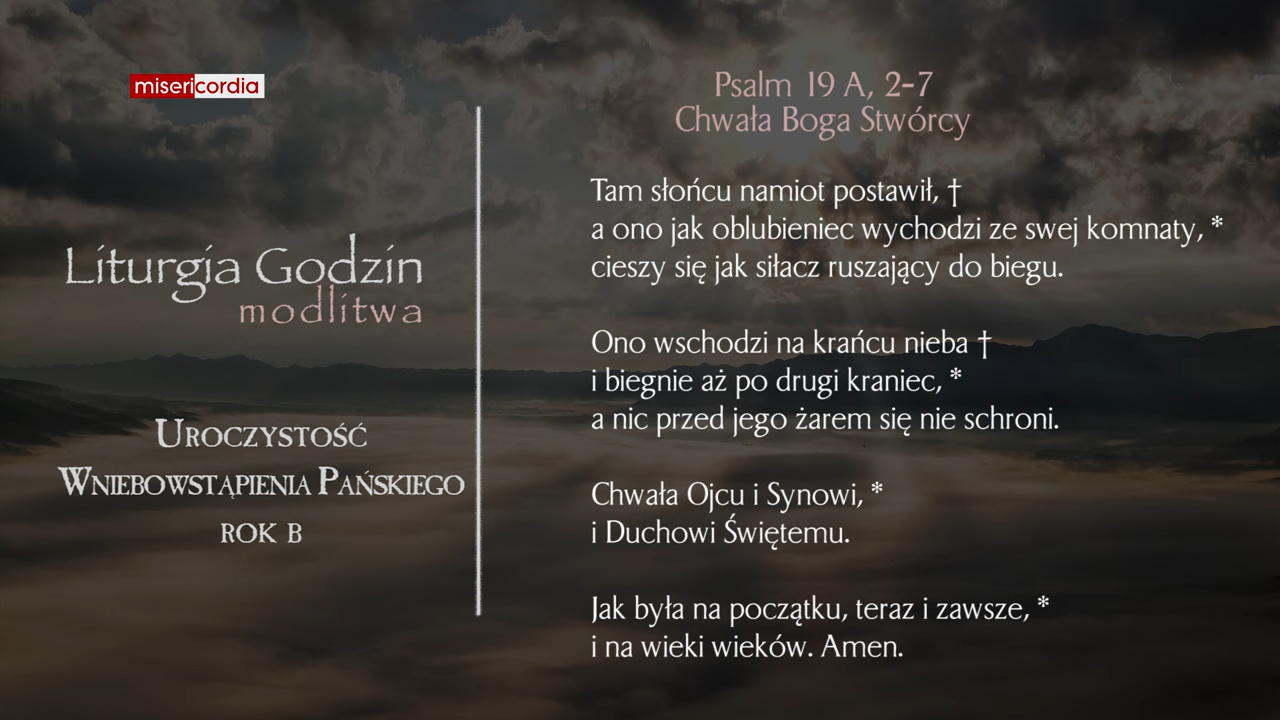 misericordia
Liturgia Godzin
modlitwa
Uroczystość
Wniebowstąpienia Pańskiego
rok B
Psalm 19 A, 2-7
Chwała Boga Stwórcy
Tam słońcu namiot postawił, †
a ono jak oblubieniec wychodzi ze swej komnaty, *
cieszy się jak siłacz ruszający do biegu.
Ono wschodzi na krańcu nieba †
i biegnie aż po drugi kraniec, *
a nic przed jego żarem się nie schroni.
Chwała Ojcu i Synowi, *
i Duchowi Świętemu.
Jak była na początku, teraz i zawsze, *
i na wieki wieków. Amen.